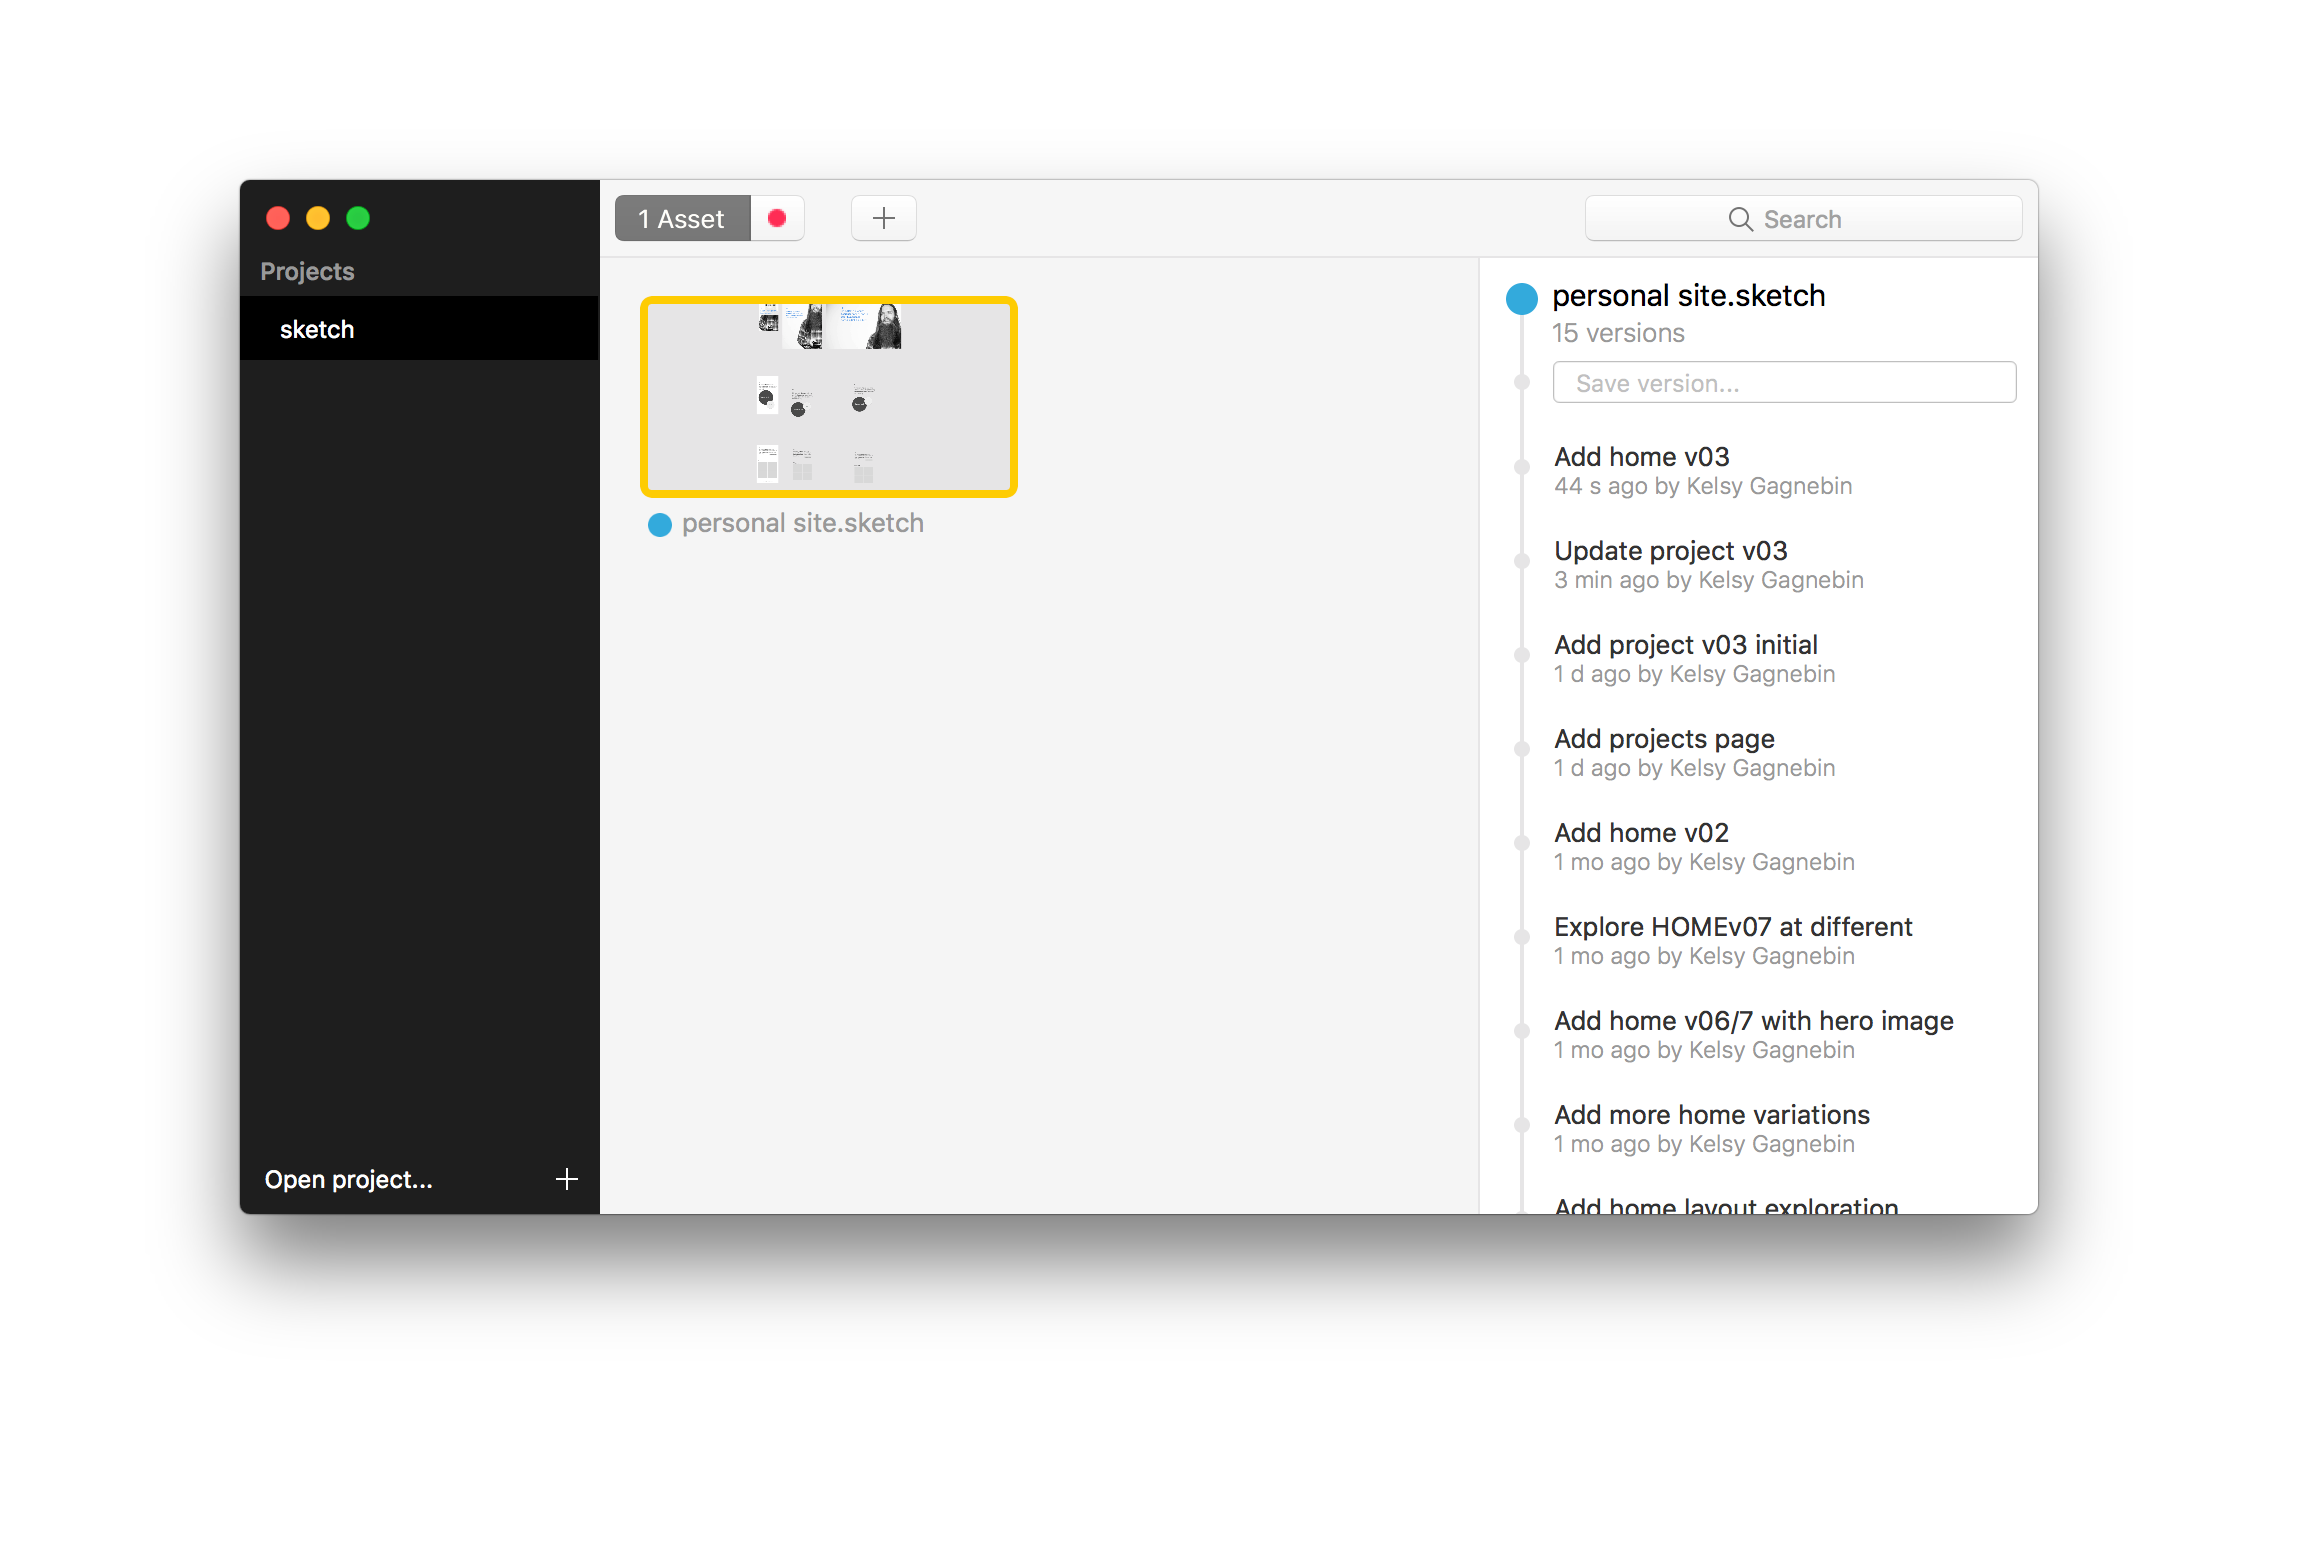 Projects
sketch
Open project...
1 Asset
Search
personal site.sketch
personal site.sketch
15 versions
Save version...
Add home v03
44 s ago by Kelsy Gagnebin
Update project v03
3 min ago by Kelsy Gagnebin
Add project v03 initial
1 d ago by Kelsy Gagnebin
Add projects page
1 d ago by Kelsy Gagnebin
Add home v02
1 mo ago by Kelsy Gagnebin
Explore HOMEv07 at different
1 mo ago by Kelsy Gagnebin
Add home v06/7 with hero image
1 mo ago by Kelsy Gagnebin
Add more home variations
1 mo ago by Kelsy Gagnebin
Add home layout exploration